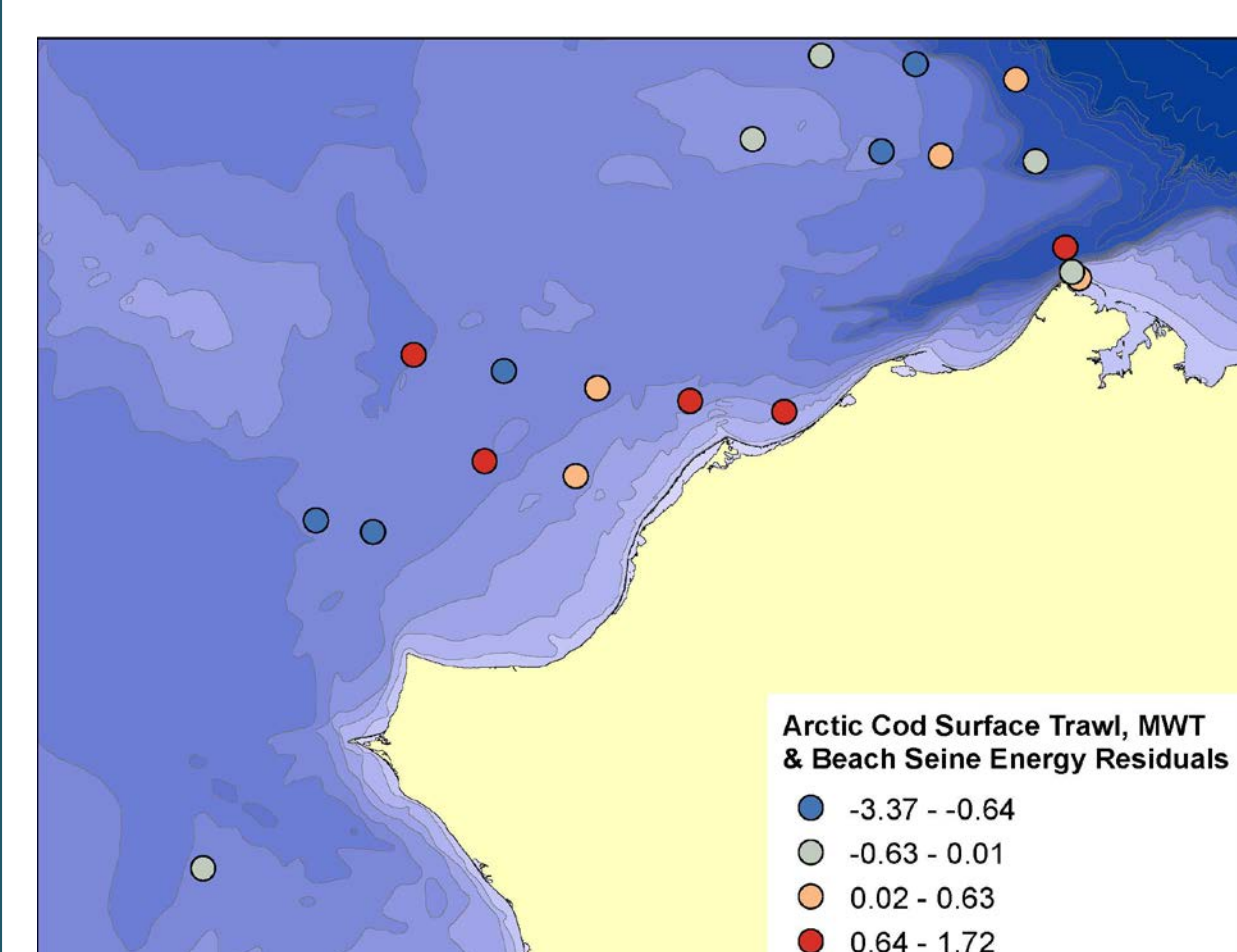 Arctic Cod Surface Trawl, MWT
& Beach Seine Energy Residuals
-3.37 - -0.64
-0.63 - 0.01
0.02 - 0.63
0.64 - 1.72